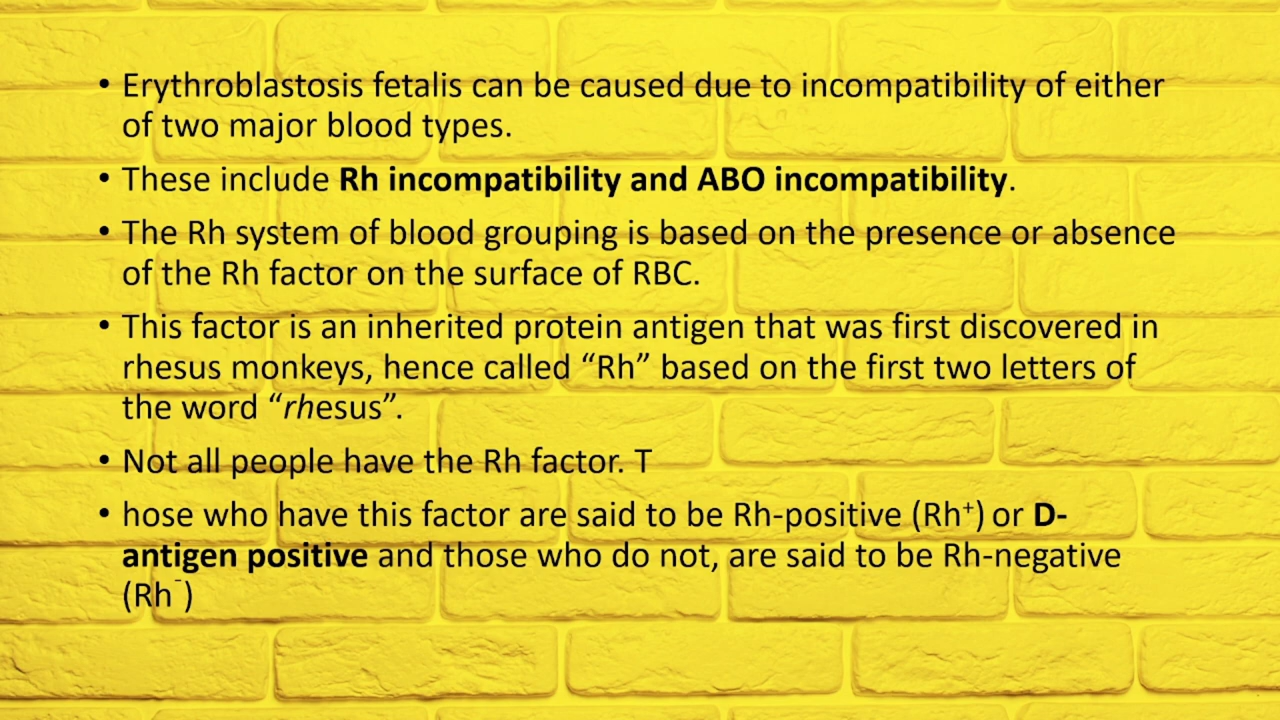 • Erythroblastosis fetalis can be caused due to incompatibility of either
of two major blood types.
• These include Rh incompatibility and ABO incompatibility.
• The Rh system of blood grouping is based on the presence or absence
of the Rh factor on the surface of RBC.
• This factor is an inherited protein antigen that was first discovered in
rhesus monkeys, hence called “Rh” based on the first two letters of
the word “rhesus”.
• Not all people have the Rh factor. T
• hose who have this factor are said to be Rh-positive (Rh⁺) or D-
antigen positive and those who do not, are said to be Rh-negative
(Rh⁻)